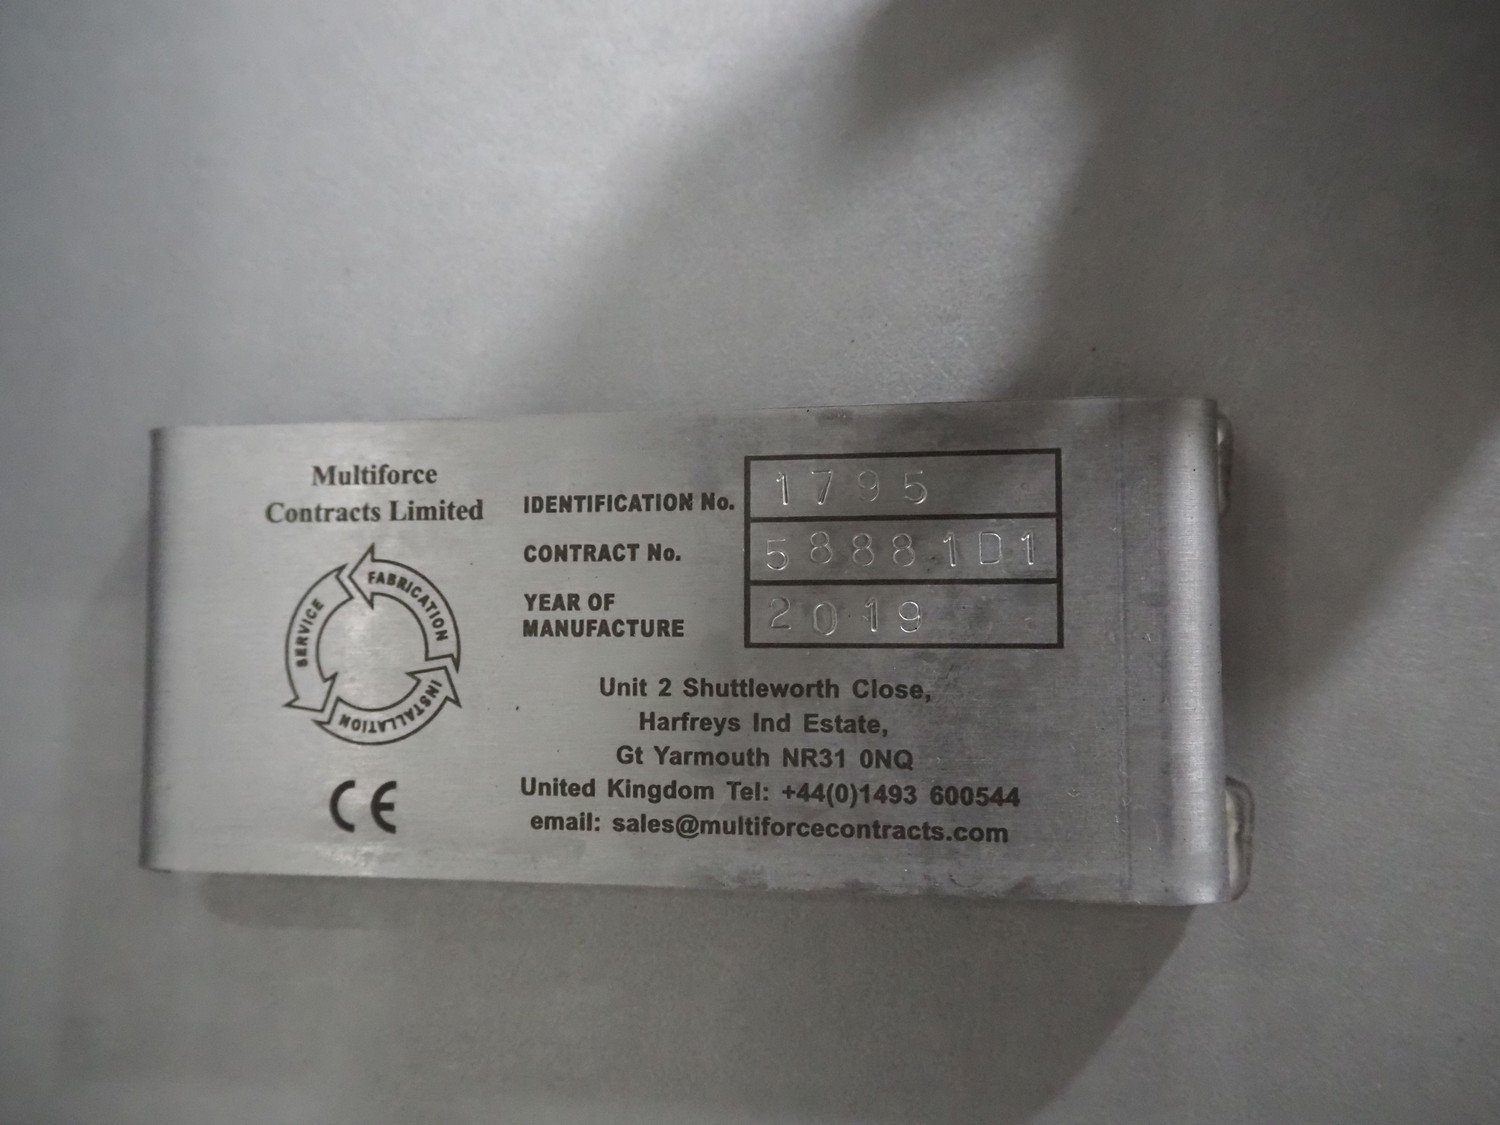 Multiforce
Contracts Limited
FABRICATION
INSTALLATION
SERVICE
CE
IDENTIFICATION No. 1795
CONTRACT No. 58881D1
YEAR OF
MANUFACTURE 2019
Unit 2 Shuttleworth Close,
Harfreys Ind Estate,
Gt Yarmouth NR31 0NQ
United Kingdom Tel: +44(0)1493 600544
email: sales@multiforcecontracts.com